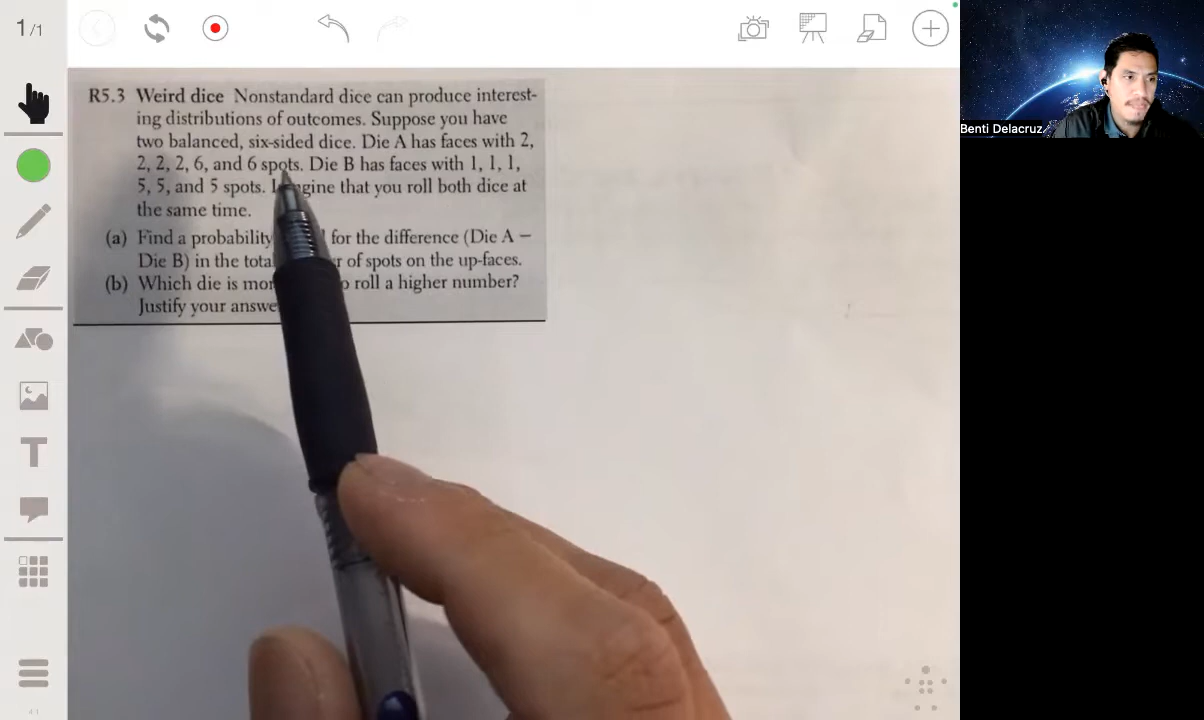 1/1
R5.3 Weird dice Nonstandard dice can produce interest-
ing distributions of outcomes. Suppose you have
two balanced, six-sided dice. Die A has faces with 2,
2, 2, 2, 6, and 6 spots. Die B has faces with 1, 1, 1,
5, 5, and 5 spots. that you roll both dice at
the same time.
(a) Find a probability for the difference (Die A −
Die B) in the of spots on the up-faces.
(b) Which die is roll a higher number?
Justify your
T
Benti Delacruz